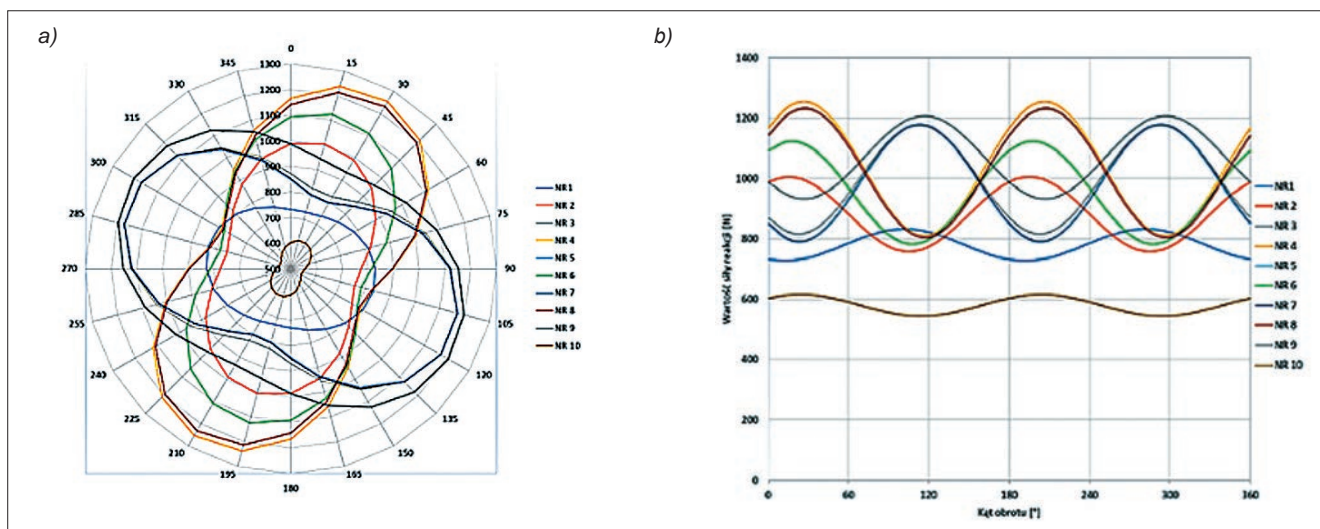 a)
0
15
30
45
60
75
90
105
120
135
150
165
180
195
210
225
240
255
270
285
300
315
330
345
1300
1200
1100
1000
900
800
700
600
500
NR1
NR 2
NR 3
NR 4
NR 5
NR 6
NR 7
NR 8
NR 9
NR 10
b)
1400
1200
1000
800
600
400
200
0
Wartość siły reakcji [N]
0 60 120 180 240 300 360
Kąt obrotu [°]
NR1
NR 2
NR 3
NR 4
NR 5
NR 6
NR 7
NR 8
NR 9
NR 10